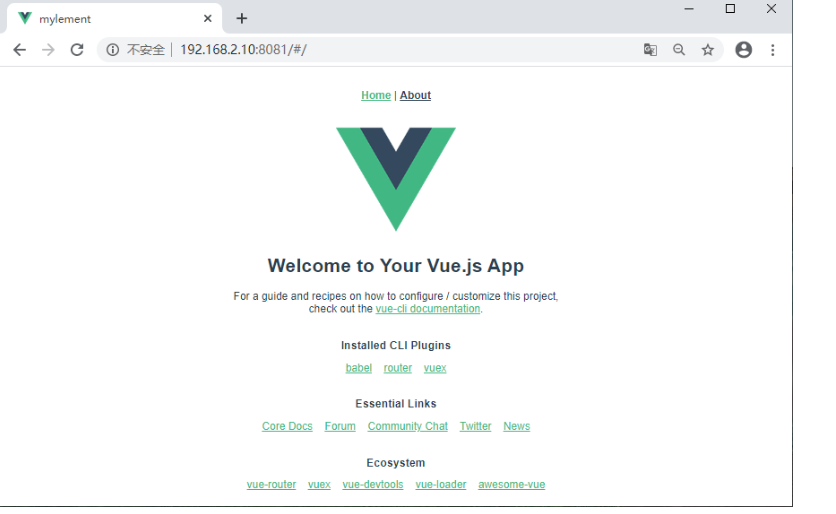 mylement
不安全 192.168.2.10:8081/#/
Home | About
Welcome to Your Vue.js App
For a guide and recipes on how to configure / customize this project,
check out the vue-cli documentation.
Installed CLI Plugins
babel router vuex
Essential Links
Core Docs Forum Community Chat Twitter News
Ecosystem
vue-router vuex vue-devtools vue-loader awesome-vue